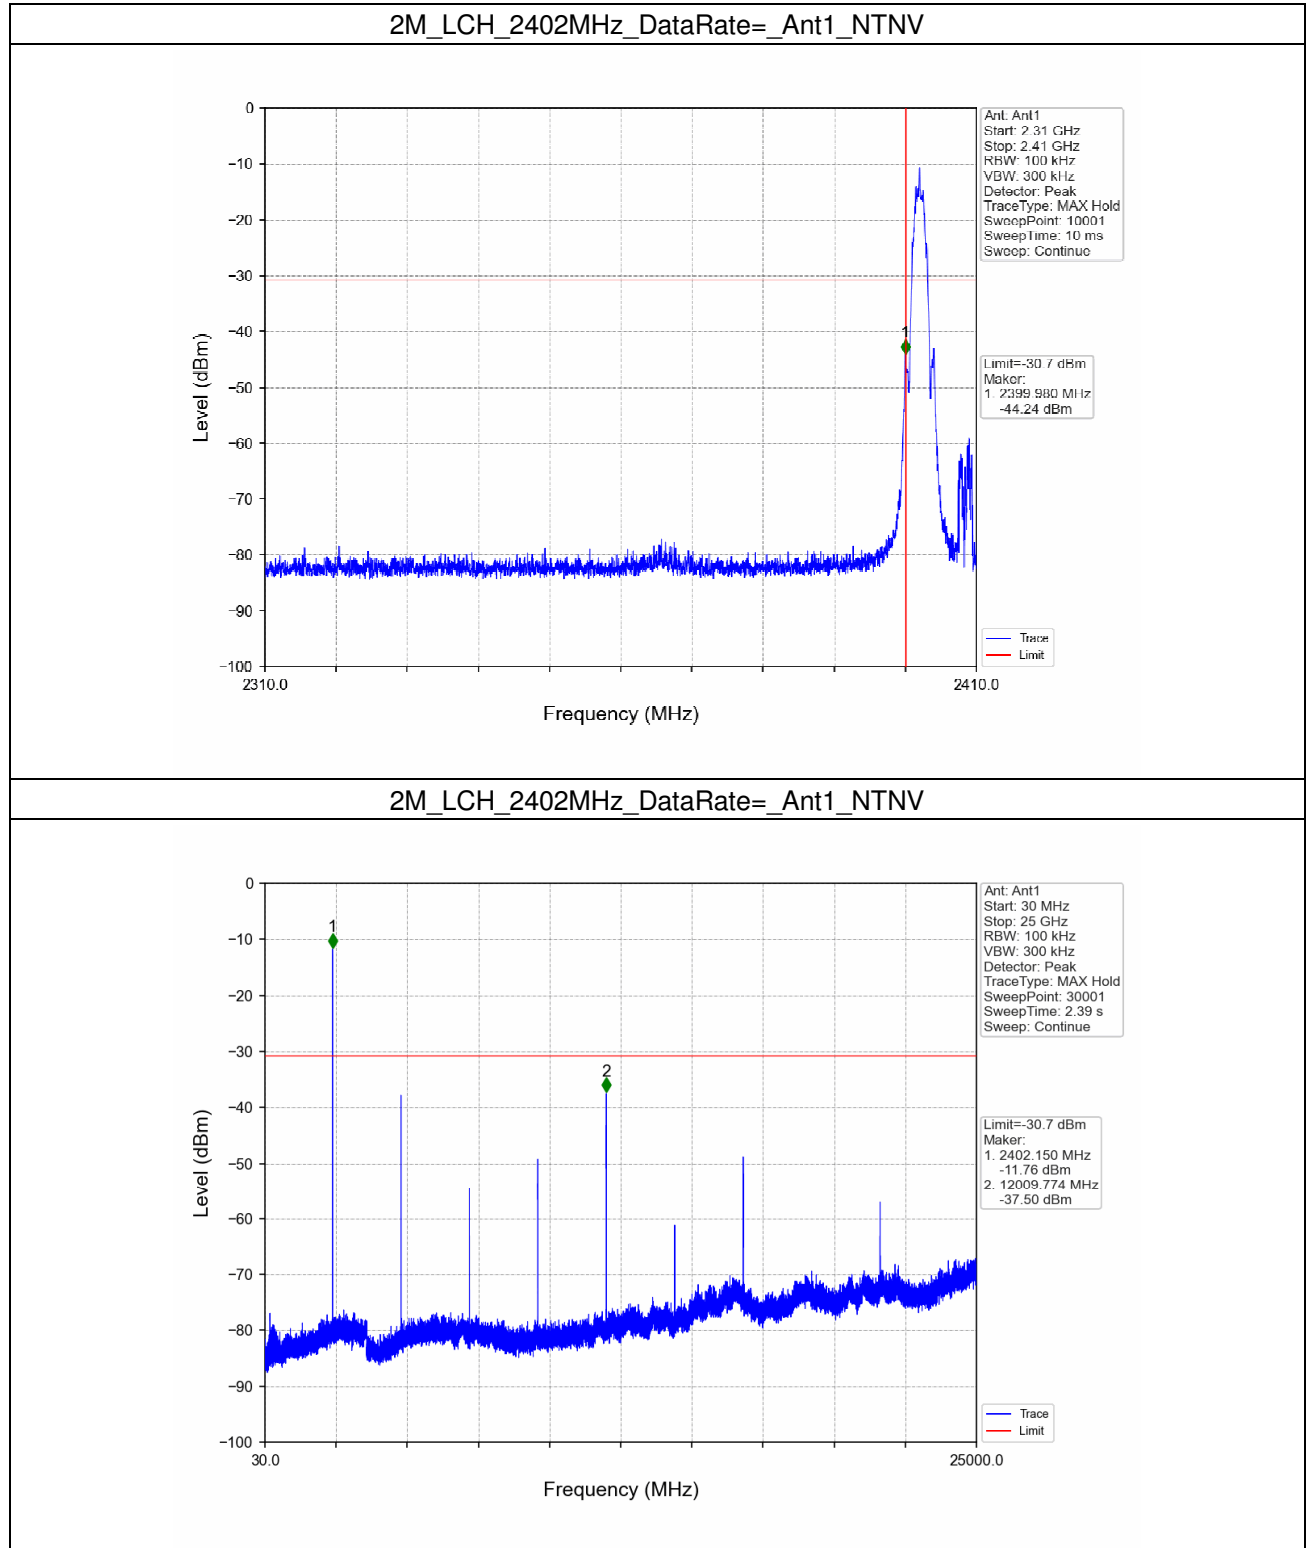 2M_LCH_2402MHz_DataRate=_Ant1_NTNV
0
−10
−20
−30
−40
−50
−60
−70
−80
−90
−100
Level (dBm)
1
2310.0
2410.0
Frequency (MHz)
Ant: Ant1
Start: 2.31 GHz
Stop: 2.41 GHz
RBW: 100 kHz
VBW: 300 kHz
Detector: Peak
TraceType: MAX Hold
SweepPoint: 10001
SweepTime: 10 ms
Sweep: Continue
Limit=-30.7 dBm
Maker:
1. 2399.980 MHz
-44.24 dBm
Trace
Limit
2M_LCH_2402MHz_DataRate=_Ant1_NTNV
0
−10
−20
−30
−40
−50
−60
−70
−80
−90
−100
Level (dBm)
1
2
30.0
25000.0
Frequency (MHz)
Ant: Ant1
Start: 30 MHz
Stop: 25 GHz
RBW: 100 kHz
VBW: 300 kHz
Detector: Peak
TraceType: MAX Hold
SweepPoint: 30001
SweepTime: 2.39 s
Sweep: Continue
Limit=-30.7 dBm
Maker:
1. 2402.150 MHz
-11.76 dBm
2. 12009.774 MHz
-37.50 dBm
Trace
Limit